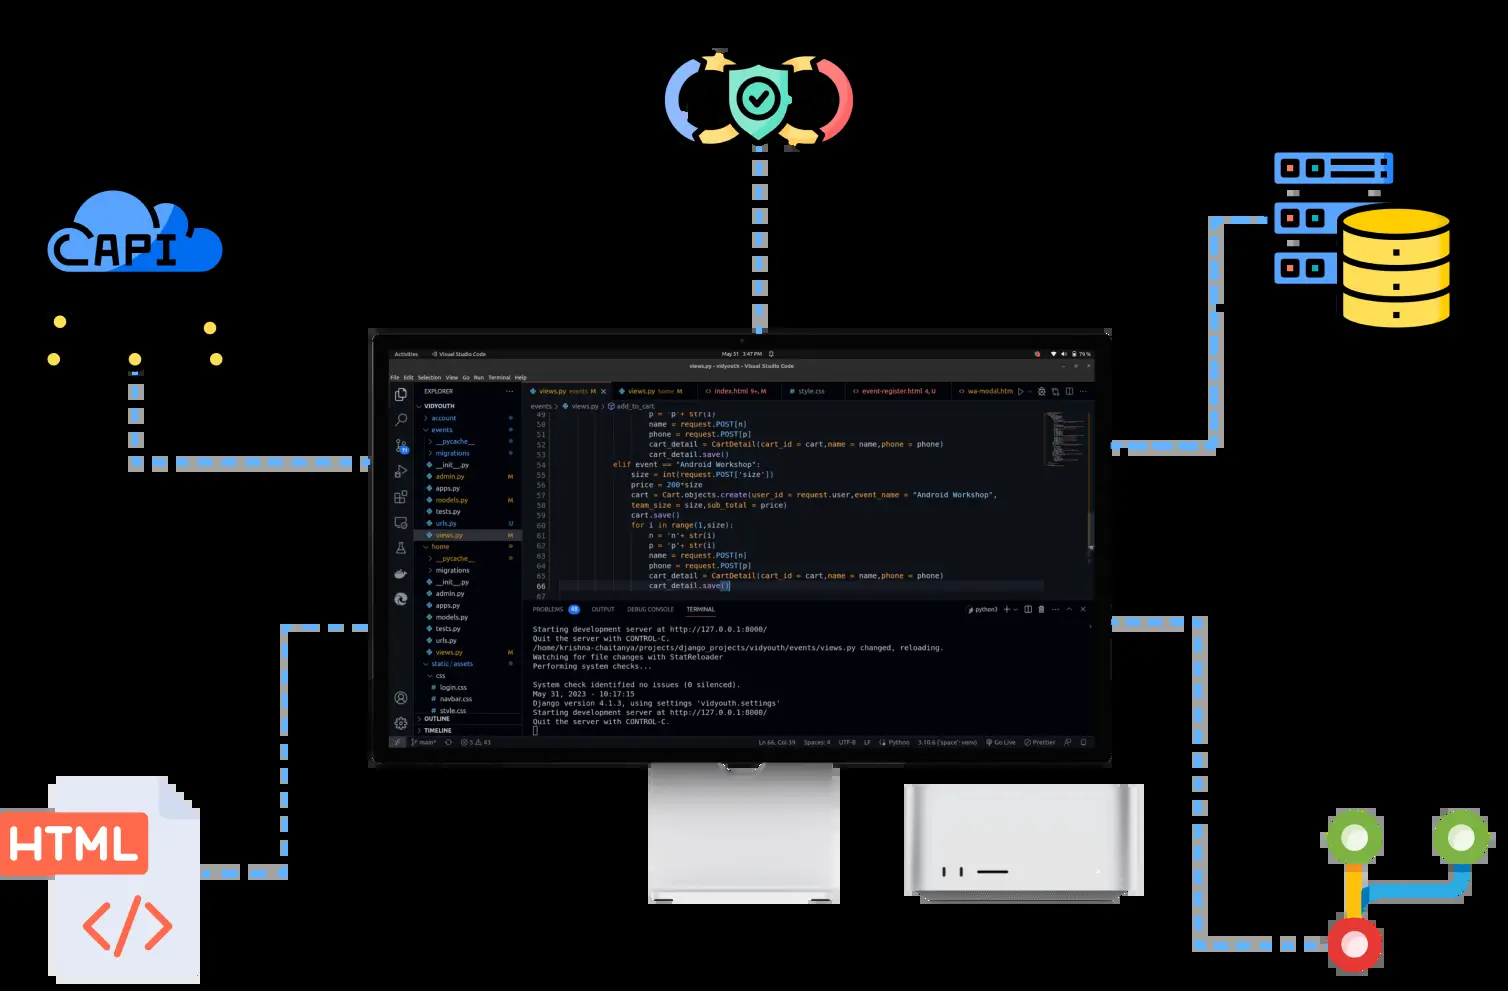 API
Activities Visual Studio Code
May 31 3:47 PM
79 %
views.py - vidyouth - Visual Studio Code
File Edit Selection View Go Run Terminal Help
EXPLORER
VIDYOUTH
account
events
__pycache__
migrations
__init__.py
admin.py M
apps.py
models.py M
tests.py
urls.py U
views.py M
home
__pycache__
migrations
__init__.py
admin.py
apps.py
models.py
tests.py
urls.py
views.py M
static/assets
css
login.css
navbar.css
style.css
OUTLINE
TIMELINE
views.py events M
views.py home M
index.html 9+, M
style.css
event-register.html 4, U
wa-modal.htm
events > views.py > add_to_cart
49 p = 'p'+ str(i)
50 name = request.POST[n]
51 phone = request.POST[p]
52 cart_detail = CartDetail(cart_id = cart,name = name,phone = phone)
53 cart_detail.save()
54 elif event == "Android Workshop":
55 size = int(request.POST['size'])
56 price = 200*size
57 cart = Cart.objects.create(user_id = request.user,event_name = "Android Workshop",
58 team_size = size,sub_total = price)
59 cart.save()
60 for i in range(1,size):
61 n = 'n'+ str(i)
62 p = 'p'+ str(i)
63 name = request.POST[n]
64 phone = request.POST[p]
65 cart_detail = CartDetail(cart_id = cart,name = name,phone = phone)
66 cart_detail.save()
67
PROBLEMS 48 OUTPUT DEBUG CONSOLE TERMINAL
python3
Starting development server at http://127.0.0.1:8000/
Quit the server with CONTROL-C.
/home/krishna-chaitanya/projects/django_projects/vidyouth/events/views.py changed, reloading.
Watching for file changes with StatReloader
Performing system checks...
System check identified no issues (0 silenced).
May 31, 2023 - 10:17:15
Django version 4.1.3, using settings 'vidyouth.settings'
Starting development server at http://127.0.0.1:8000/
Quit the server with CONTROL-C.
main* 5 43
Ln 66, Col 39 Spaces: 4 UTF-8 LF Python 3.10.6 ('space': venv) Go Live Prettier
HTML
</>